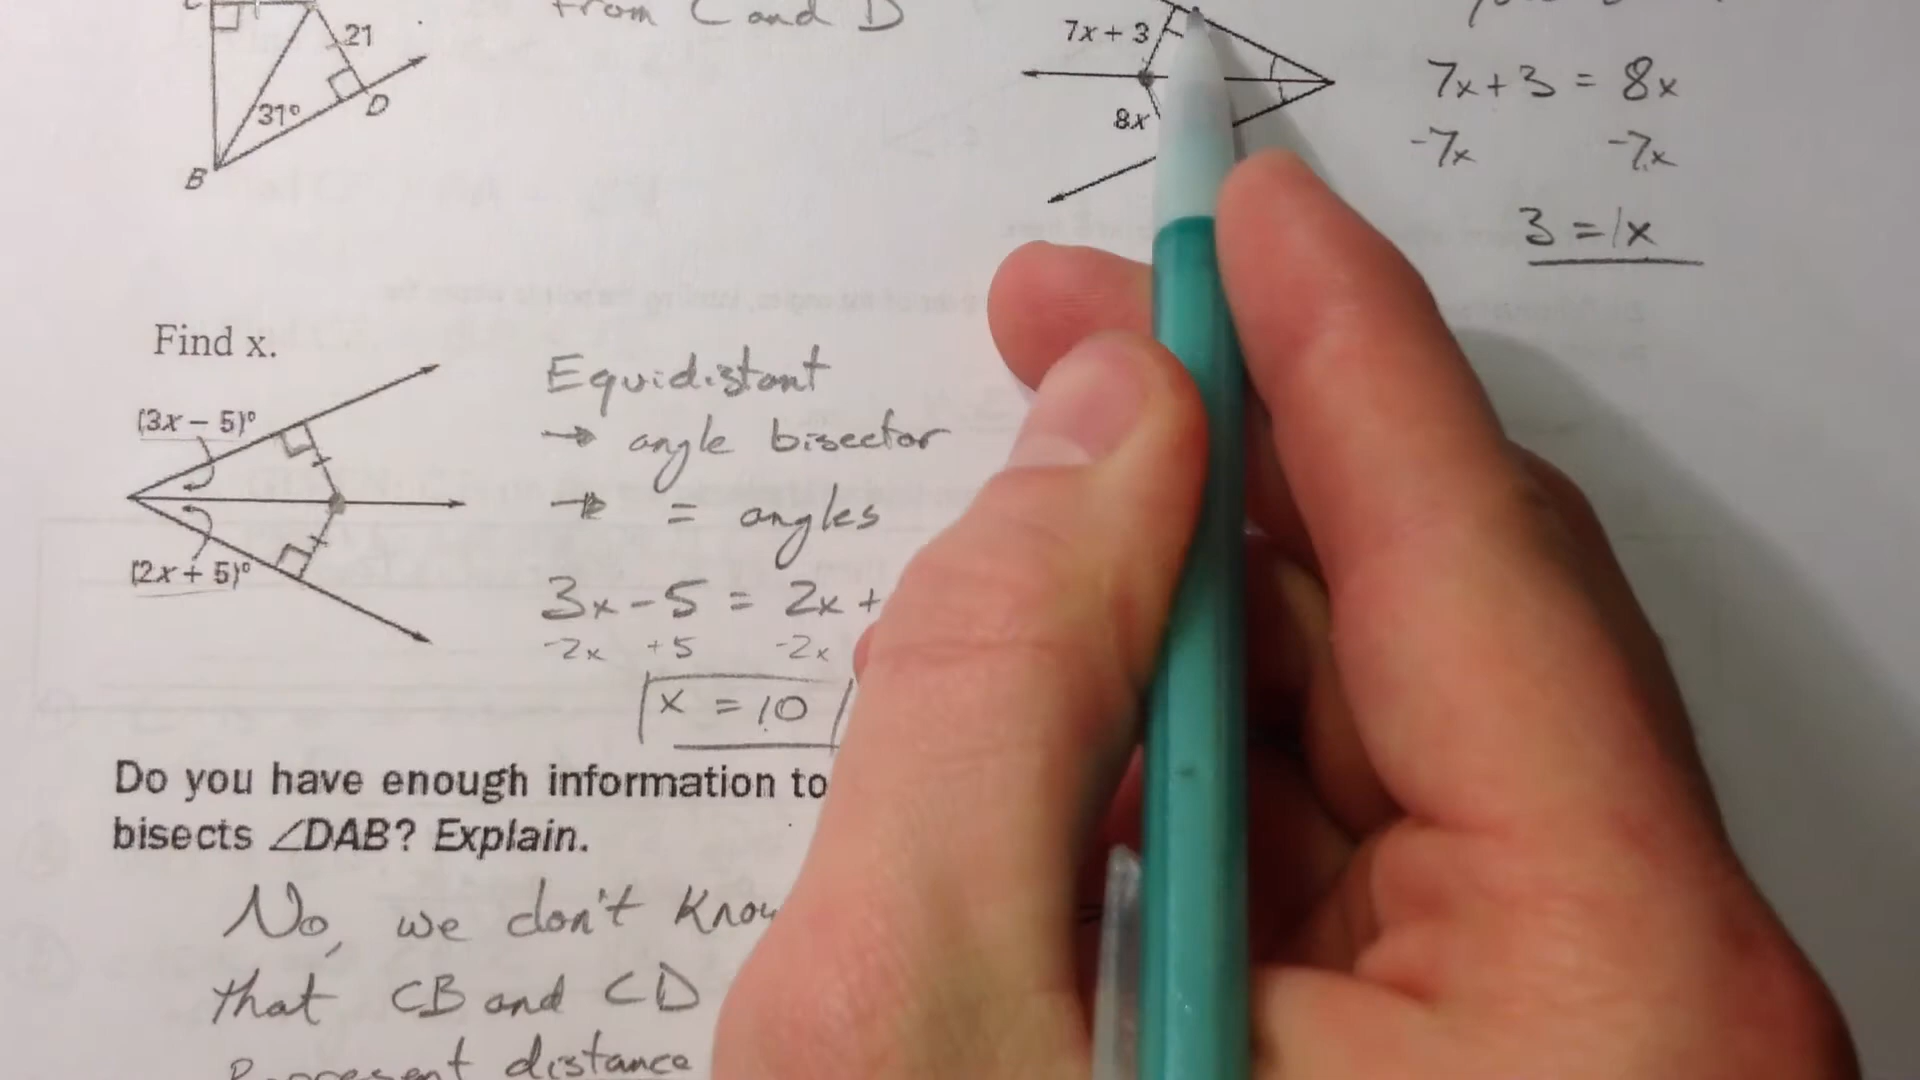 21
31°
D
B
from C and D
7x + 3
8x
7x + 3 = 8x
-7x -7x
3 = 1x
Find x.
(3x – 5)°
(2x + 5)°
Equidistant
→ angle bisector
→ = angles
3x - 5 = 2x +
-2x +5 -2x
x = 10
Do you have enough information to
bisects ∠DAB? Explain.
No, we don't
that CB and CD
Represent distance